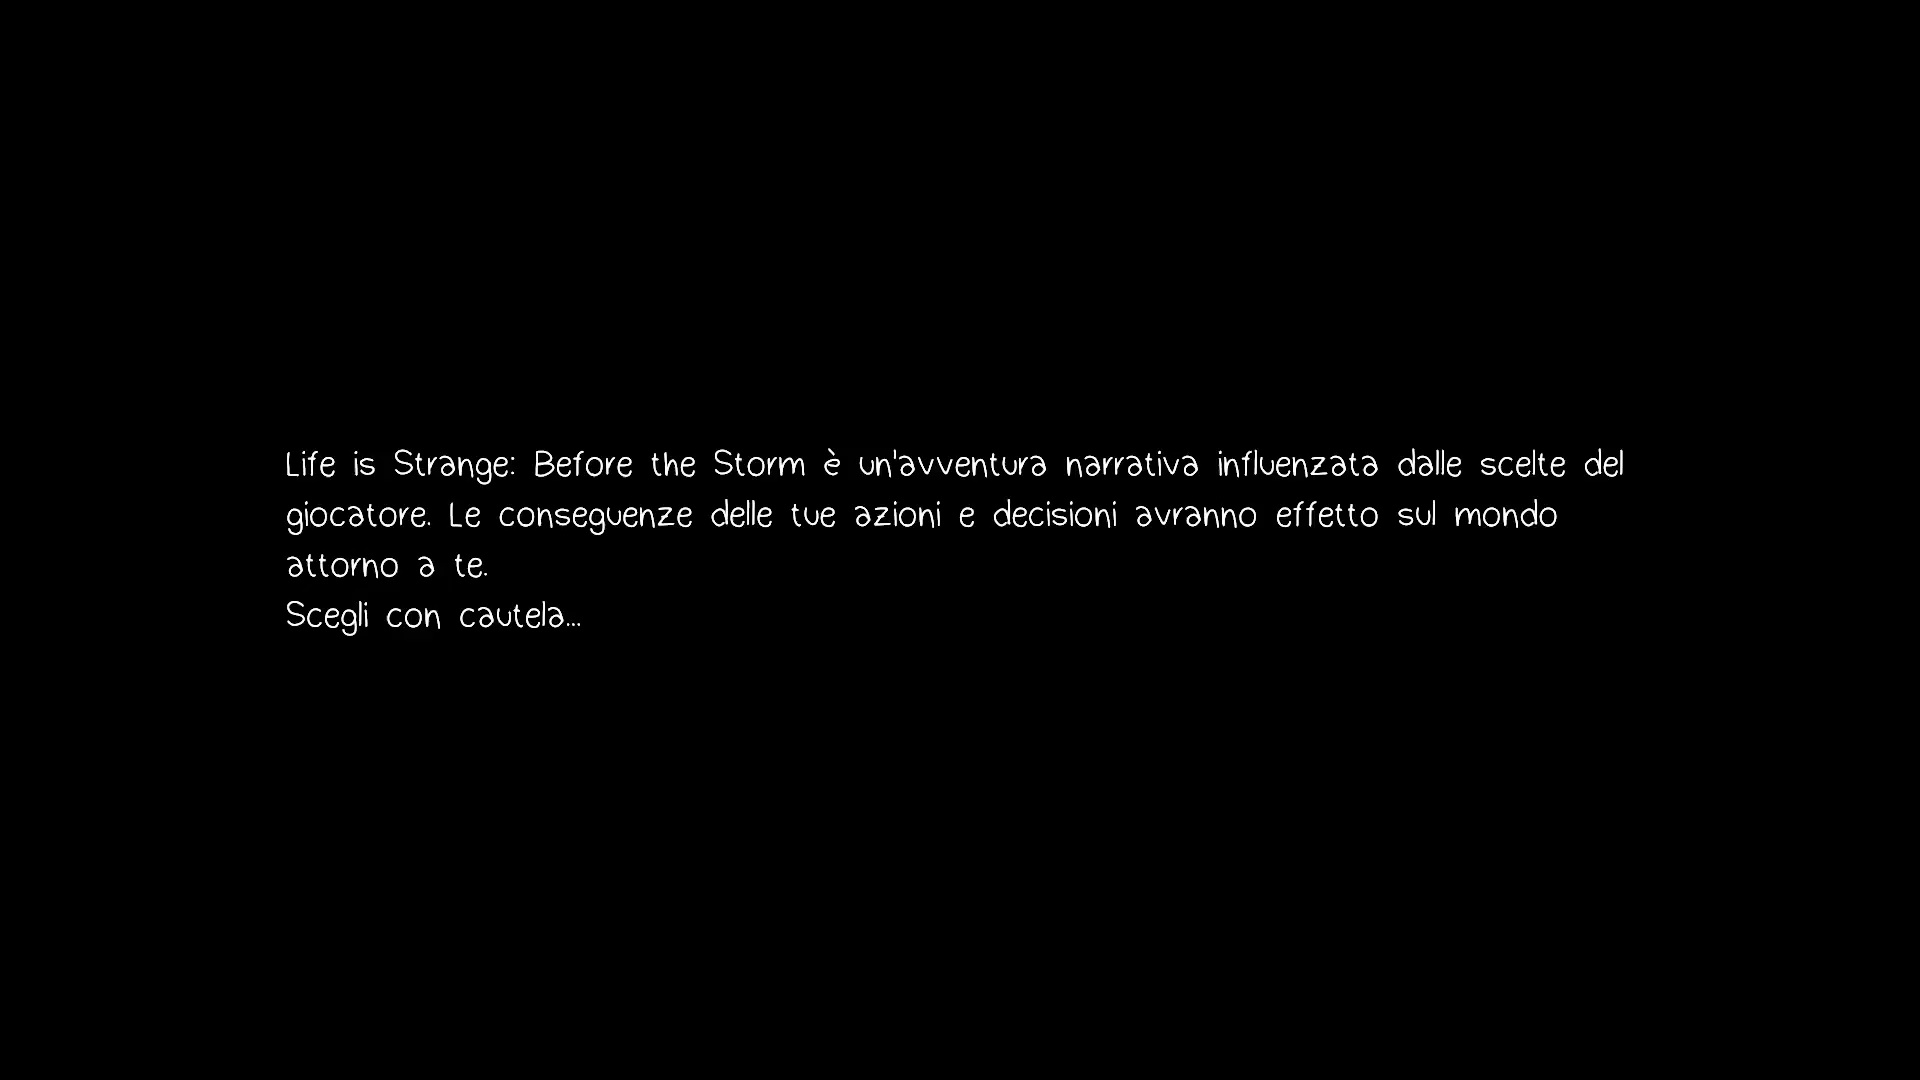 Life is Strange: Before the Storm è un'avventura narrativa influenzata dalle scelte del
giocatore. Le conseguenze delle tue azioni e decisioni avranno effetto sul mondo
attorno a te.
Scegli con cautela...